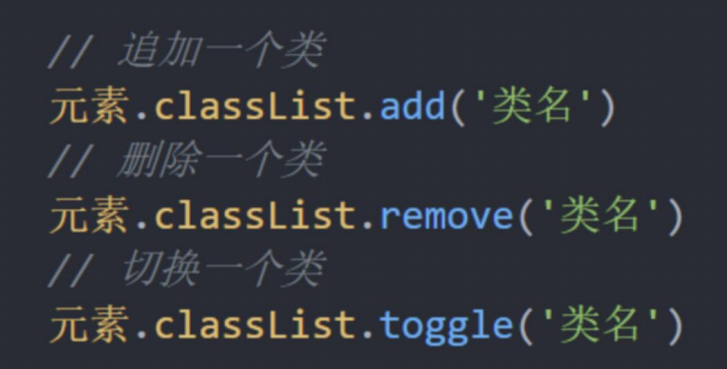 // 追加一个类
元素.classList.add('类名')
// 删除一个类
元素.classList.remove('类名')
// 切换一个类
元素.classList.toggle('类名')